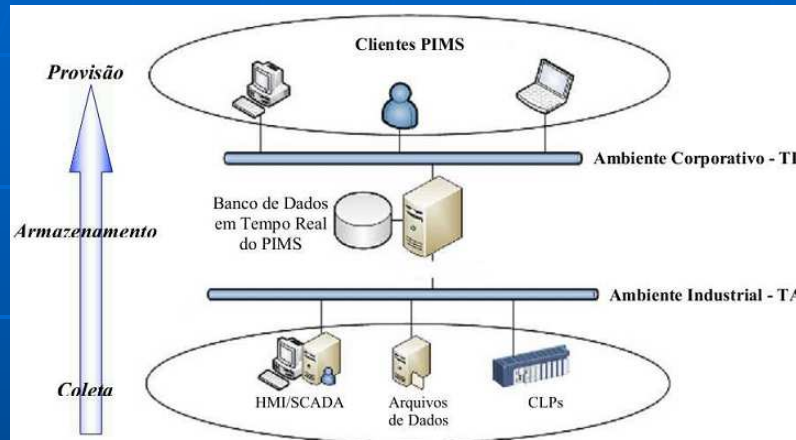 Clientes PIMS
Provisão
Ambiente Corporativo - TI
Banco de Dados
em Tempo Real
do PIMS
Armazenamento
Ambiente Industrial - TA
Coleta
HMI/SCADA
Arquivos
de Dados
CLPs